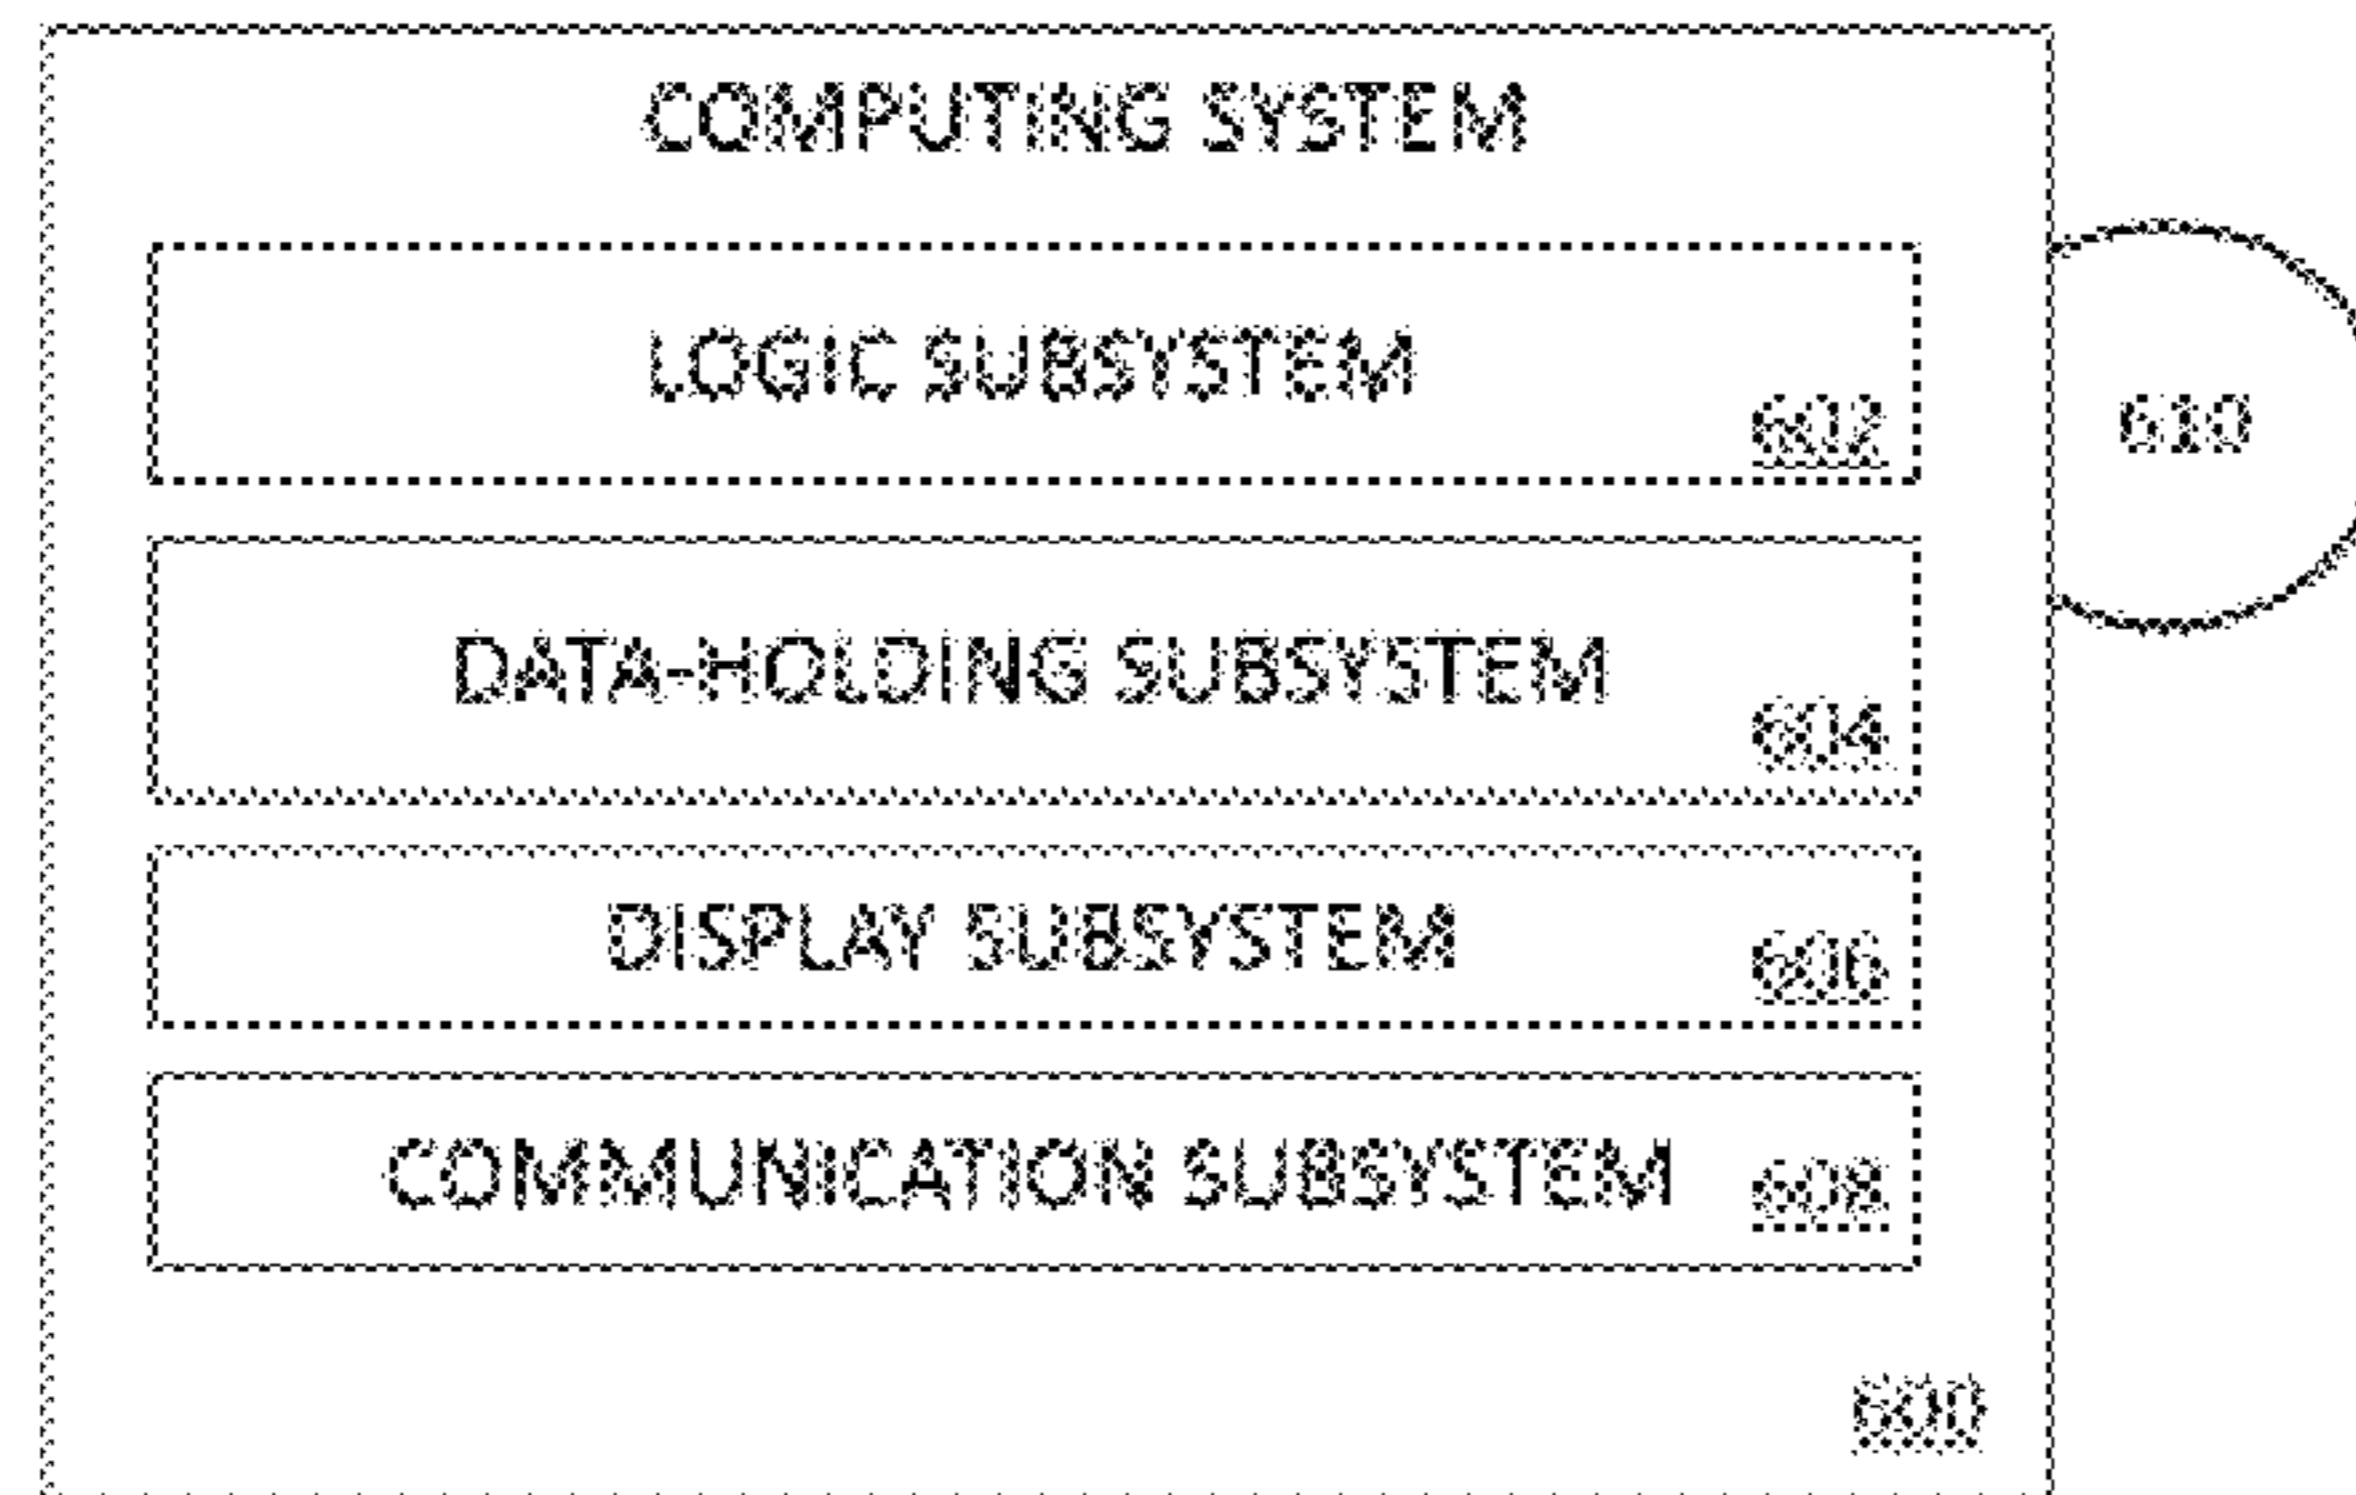 COMPUTING SYSTEM
LOGIC SUBSYSTEM
602
610
DATA-HOLDING SUBSYSTEM
604
DISPLAY SUBSYSTEM
606
COMMUNICATION SUBSYSTEM 608
600